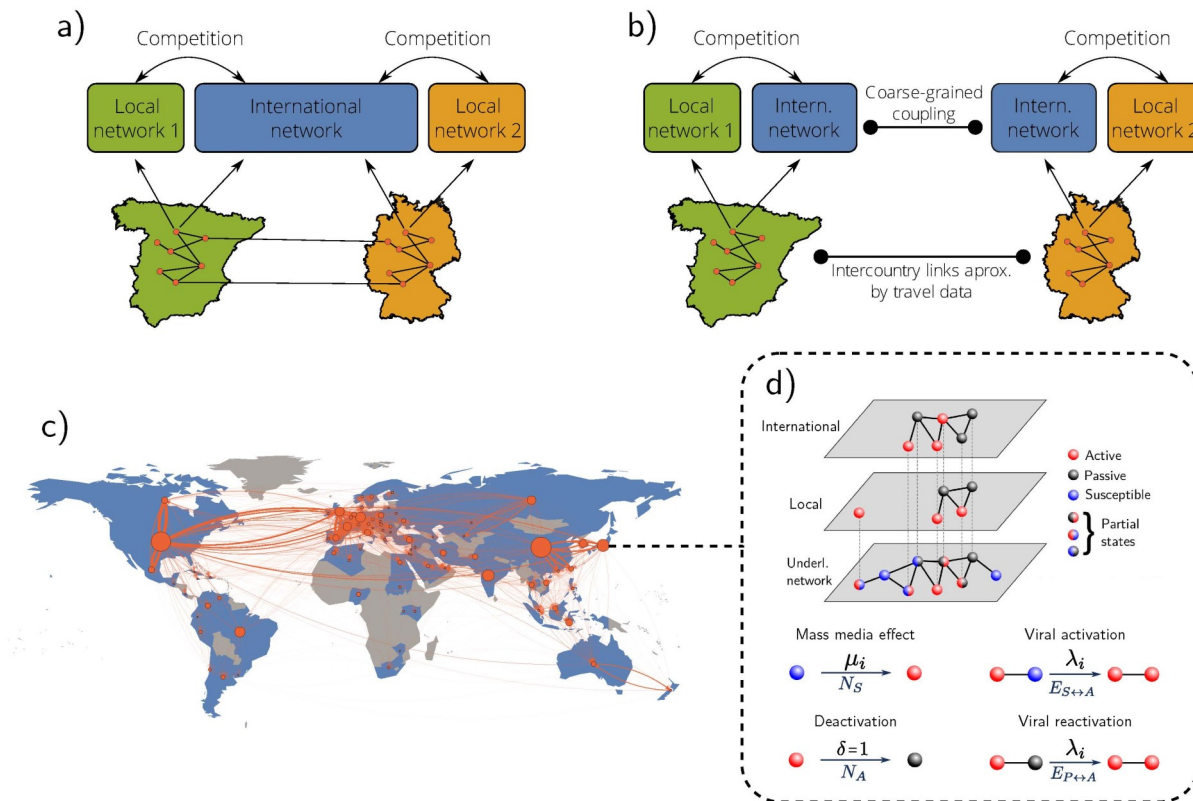 a)
Competition
Competition
Local
network 1
International
network
Local
network 2
b)
Competition
Competition
Local
network 1
Intern.
network
Coarse-grained
coupling
Intern.
network
Local
network 2
Intercountry links aprox.
by travel data
c)
d)
International
Local
Underl.
network
Active
Passive
Susceptible
Partial
states
Mass media effect
μi
NS
Viral activation
λi
ES↔A
Deactivation
δ=1
NA
Viral reactivation
λi
EP↔A